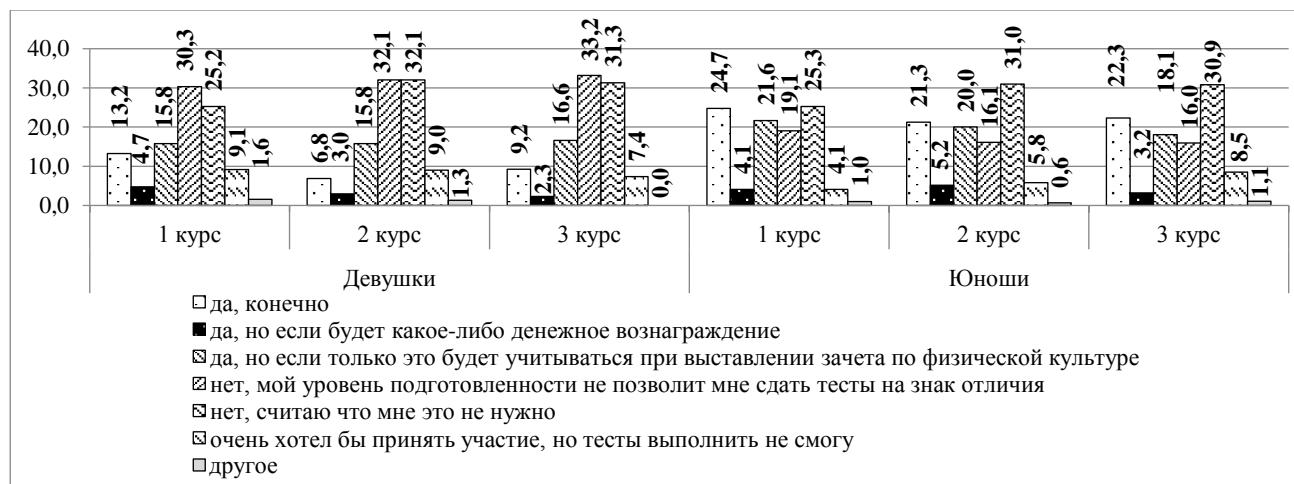 40,0
30,0
20,0
10,0
0,0
13,2 4,7 15,8 30,3 25,2 9,1 1,6
6,8 3,0 15,8 32,1 32,1 9,0 1,3
9,2 2,3 16,6 33,2 31,3 7,4 0,0
24,7 4,1 21,6 19,1 25,3 4,1 1,0
21,3 5,2 20,0 16,1 31,0 5,8 0,6
22,3 3,2 18,1 16,0 30,9 8,5 1,1
1 курс 2 курс 3 курс 1 курс 2 курс 3 курс
Девушки Юноши
да, конечно
да, но если будет какое-либо денежное вознаграждение
да, но если только это будет учитываться при выставлении зачета по физической культуре
нет, мой уровень подготовленности не позволит мне сдать тесты на знак отличия
нет, считаю что мне это не нужно
очень хотел бы принять участие, но тесты выполнить не смогу
другое